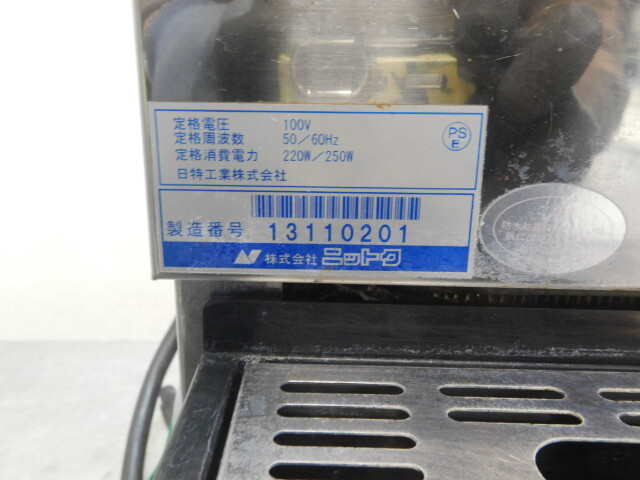 定格電圧 100V
定格周波数 50／60Hz
定格消費電力 220W／250W
日特工業株式会社
PS
E
製造番号 13110201
株式会社 ニットク